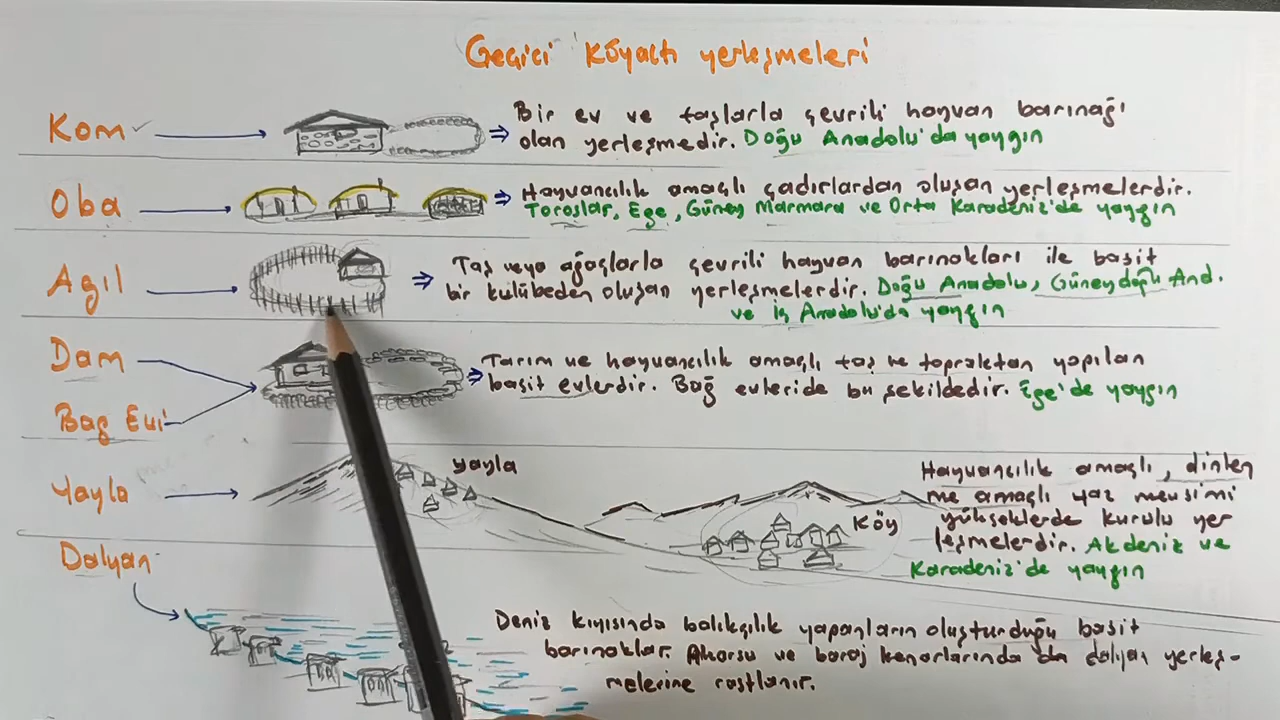 Geçici Köyaltı yerleşmeleri
Kom
Bir ev ve taşlarla çevrili hayvan barınağı
olan yerleşmedir. Doğu Anadolu'da yaygın
Oba
Hayvancılık amaçlı çadırlardan oluşan yerleşmelerdir.
Toroslar, Ege, Güney Marmara ve Orta Karadeniz'de yaygın
Ağıl
Taş veya ağaçlarla çevrili hayvan barınakları ile basit
bir kulübeden oluşan yerleşmelerdir. Doğu Anadolu, Güneydoğu And.
ve İç Anadolu'da yaygın
Dam
Bağ Evi
Tarım ve hayvancılık amaçlı taş ve topraktan yapılan
basit evlerdir. Bağ evleride bu şekildedir. Ege'de yaygın
Yayla
yayla
Köy
Hayvancılık amaçlı, dinlen
me amaçlı yaz mevsimi
yükseklerde kurulu yer
leşmelerdir. Akdeniz ve
Karadeniz'de yaygın
Dalyan
Deniz kıyısında balıkçılık yapanların oluşturduğu basit
barınaklar. Akarsu ve baraj kenarlarında da dalyan yerleş-
melerine rastlanır.